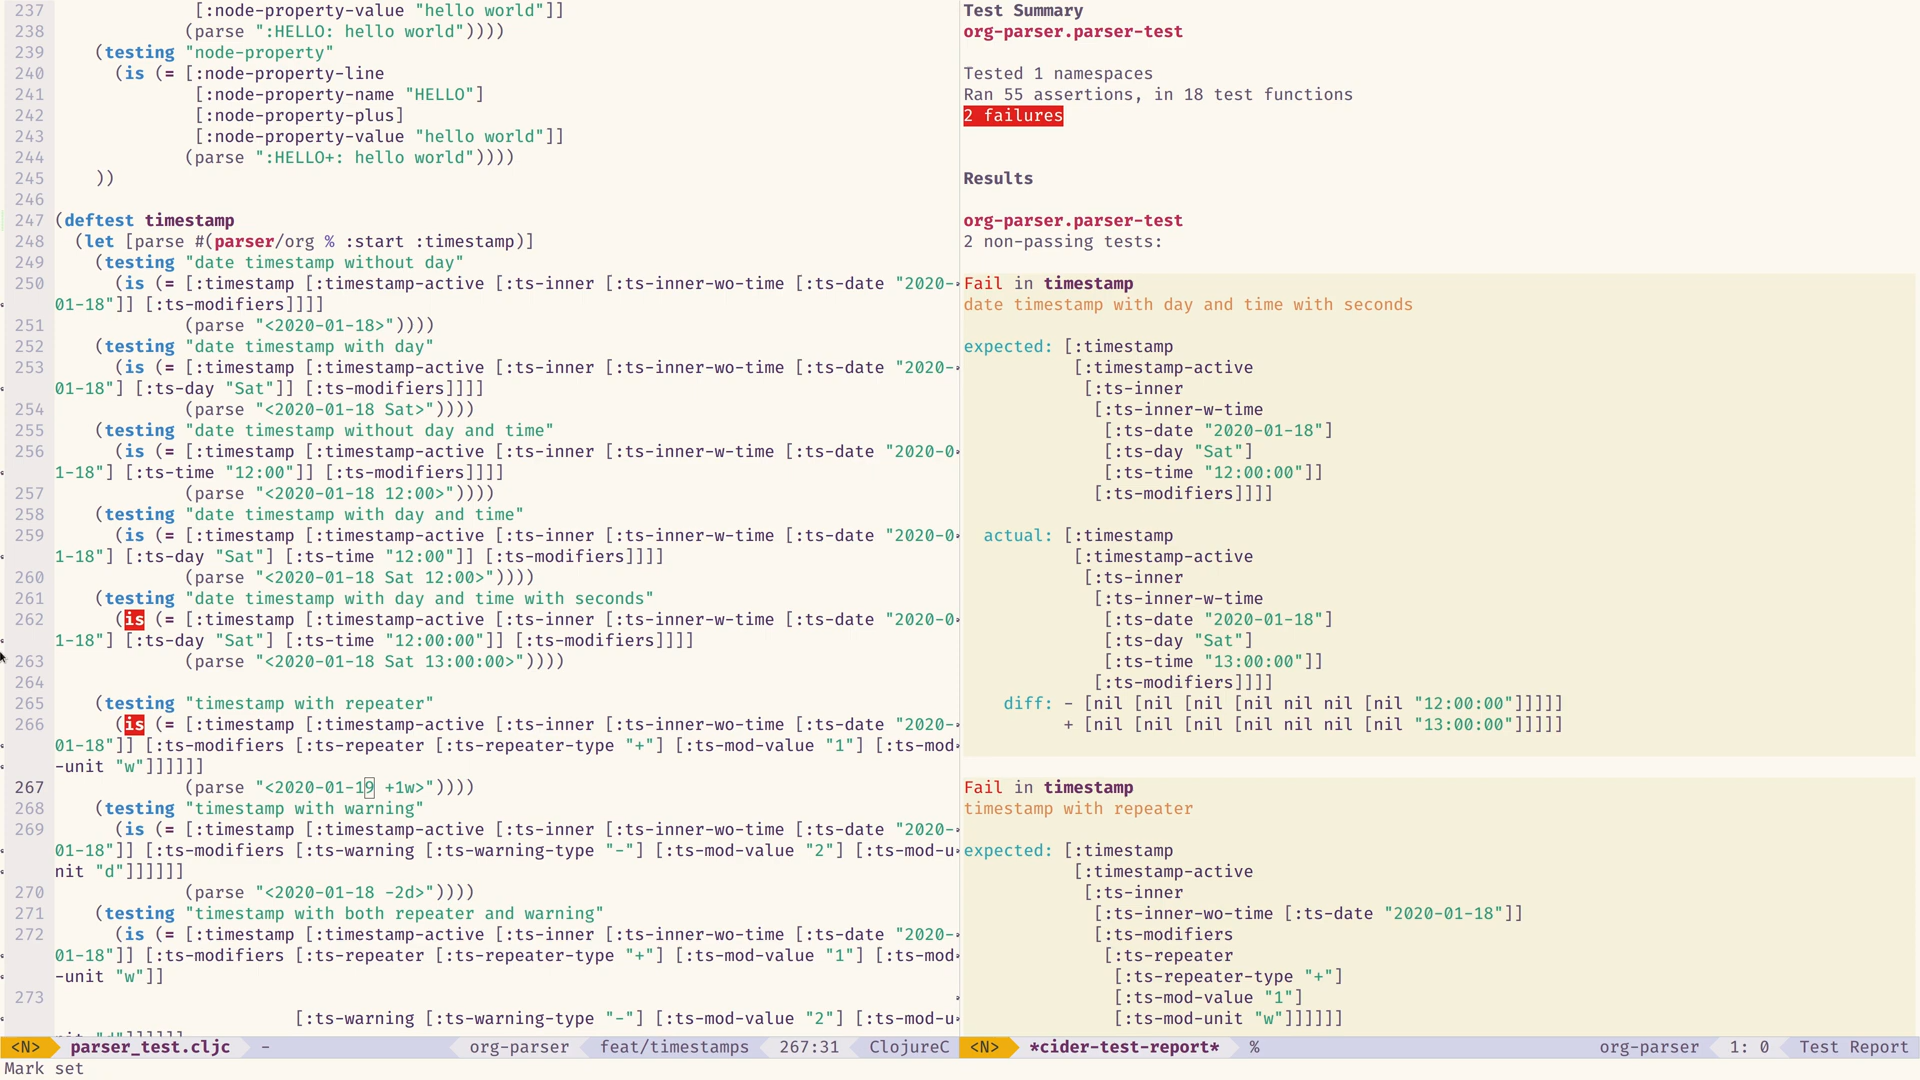 237 [:node-property-value "hello world"]]
238 (parse ":HELLO: hello world"))))
239 (testing "node-property"
240 (is (= [:node-property-line
241 [:node-property-name "HELLO"]
242 [:node-property-plus]
243 [:node-property-value "hello world"]]
244 (parse ":HELLO+: hello world"))))
245 ))
246
247 (deftest timestamp
248 (let [parse #(parser/org % :start :timestamp)]
249 (testing "date timestamp without day"
250 (is (= [:timestamp [:timestamp-active [:ts-inner [:ts-inner-wo-time [:ts-date "2020-
01-18"]] [:ts-modifiers]]]]
251 (parse "<2020-01-18>"))))
252 (testing "date timestamp with day"
253 (is (= [:timestamp [:timestamp-active [:ts-inner [:ts-inner-wo-time [:ts-date "2020-
01-18"] [:ts-day "Sat"]] [:ts-modifiers]]]]
254 (parse "<2020-01-18 Sat>"))))
255 (testing "date timestamp without day and time"
256 (is (= [:timestamp [:timestamp-active [:ts-inner [:ts-inner-w-time [:ts-date "2020-0
1-18"] [:ts-time "12:00"]] [:ts-modifiers]]]]
257 (parse "<2020-01-18 12:00>"))))
258 (testing "date timestamp with day and time"
259 (is (= [:timestamp [:timestamp-active [:ts-inner [:ts-inner-w-time [:ts-date "2020-0
1-18"] [:ts-day "Sat"] [:ts-time "12:00"]] [:ts-modifiers]]]]
260 (parse "<2020-01-18 Sat 12:00>"))))
261 (testing "date timestamp with day and time with seconds"
262 (is (= [:timestamp [:timestamp-active [:ts-inner [:ts-inner-w-time [:ts-date "2020-0
1-18"] [:ts-day "Sat"] [:ts-time "12:00:00"]] [:ts-modifiers]]]]
263 (parse "<2020-01-18 Sat 13:00:00>"))))
264
265 (testing "timestamp with repeater"
266 (is (= [:timestamp [:timestamp-active [:ts-inner [:ts-inner-wo-time [:ts-date "2020-
01-18"]] [:ts-modifiers [:ts-repeater [:ts-repeater-type "+"] [:ts-mod-value "1"] [:ts-mod
-unit "w"]]]]]]
267 (parse "<2020-01-19 +1w>"))))
268 (testing "timestamp with warning"
269 (is (= [:timestamp [:timestamp-active [:ts-inner [:ts-inner-wo-time [:ts-date "2020-
01-18"]] [:ts-modifiers [:ts-warning [:ts-warning-type "-"] [:ts-mod-value "2"] [:ts-mod-u
nit "d"]]]]]]
270 (parse "<2020-01-18 -2d>"))))
271 (testing "timestamp with both repeater and warning"
272 (is (= [:timestamp [:timestamp-active [:ts-inner [:ts-inner-wo-time [:ts-date "2020-
01-18"]] [:ts-modifiers [:ts-repeater [:ts-repeater-type "+"] [:ts-mod-value "1"] [:ts-mod
-unit "w"]]
273
[:ts-warning [:ts-warning-type "-"] [:ts-mod-value "2"] [:ts-mod-u
nit "d"]]]]]]
<N> parser_test.cljc - org-parser feat/timestamps 267:31 ClojureC
Test Summary
org-parser.parser-test
Tested 1 namespaces
Ran 55 assertions, in 18 test functions
2 failures
Results
org-parser.parser-test
2 non-passing tests:
Fail in timestamp
date timestamp with day and time with seconds
expected: [:timestamp
[:timestamp-active
[:ts-inner
[:ts-inner-w-time
[:ts-date "2020-01-18"]
[:ts-day "Sat"]
[:ts-time "12:00:00"]]
[:ts-modifiers]]]]
actual: [:timestamp
[:timestamp-active
[:ts-inner
[:ts-inner-w-time
[:ts-date "2020-01-18"]
[:ts-day "Sat"]
[:ts-time "13:00:00"]]
[:ts-modifiers]]]]
diff: - [nil [nil [nil [nil nil nil [nil "12:00:00"]]]]]
+ [nil [nil [nil [nil nil nil [nil "13:00:00"]]]]]
Fail in timestamp
timestamp with repeater
expected: [:timestamp
[:timestamp-active
[:ts-inner
[:ts-inner-wo-time [:ts-date "2020-01-18"]]
[:ts-modifiers
[:ts-repeater
[:ts-repeater-type "+"]
[:ts-mod-value "1"]
[:ts-mod-unit "w"]]]]]]
<N> *cider-test-report* % org-parser 1: 0 Test Report
Mark set